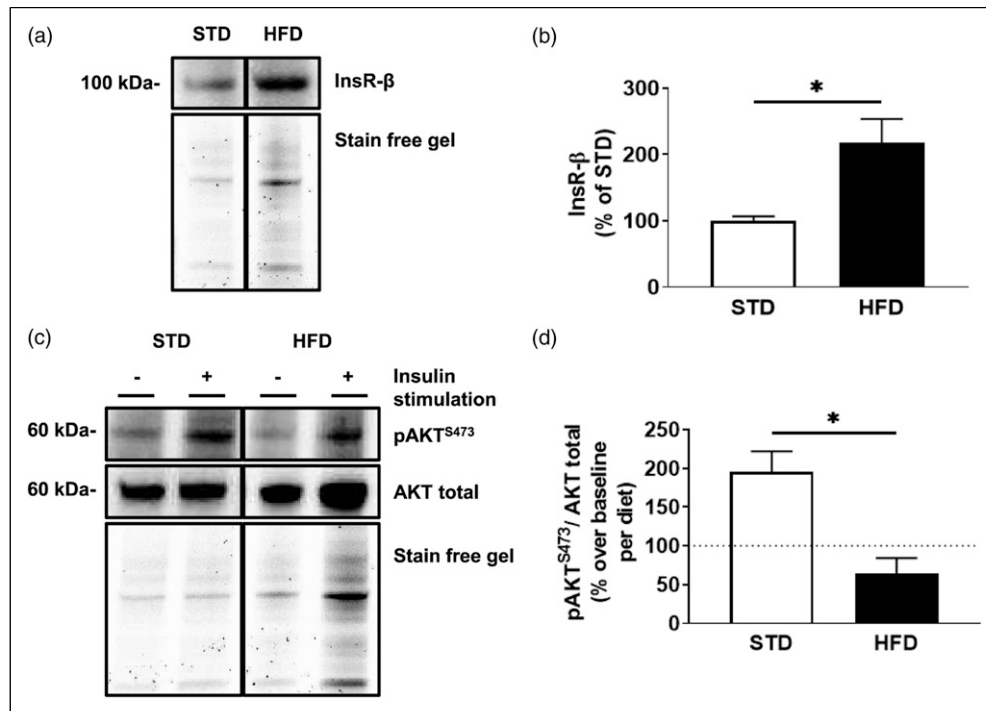 (a)
STD HFD
100 kDa- InsR-β
Stain free gel
(b)
*
InsR-β
(% of STD)
300
200
100
0
STD HFD
(c)
STD HFD
- + - + Insulin
stimulation
60 kDa- pAKTS473
60 kDa- AKT total
Stain free gel
(d)
*
pAKTS473/ AKT total
(% over baseline
per diet)
250
200
150
100
50
0
STD HFD